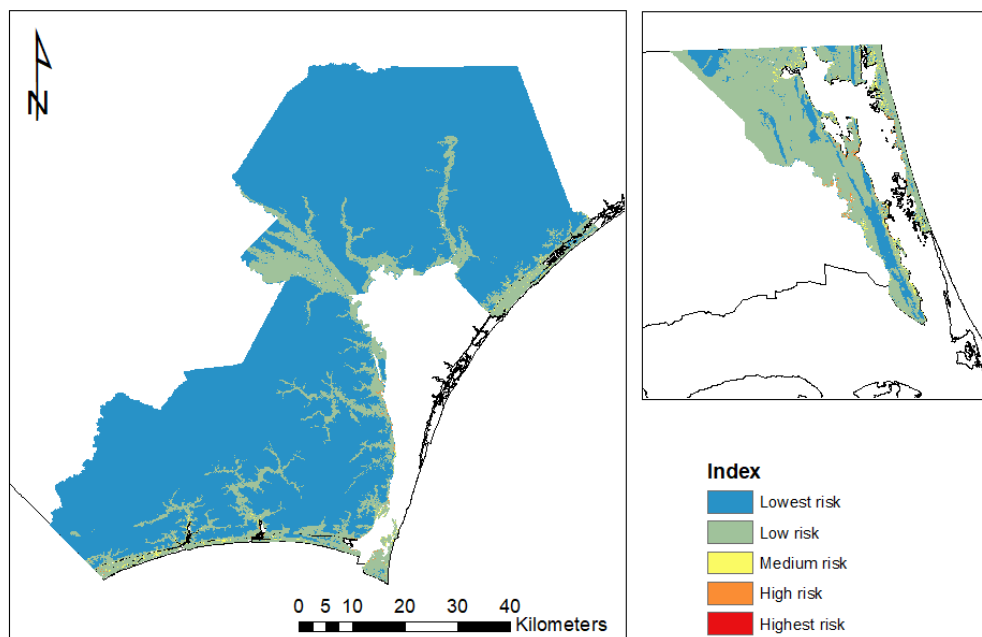 N
0 5 10 20 30 40
Kilometers
Index
Lowest risk
Low risk
Medium risk
High risk
Highest risk